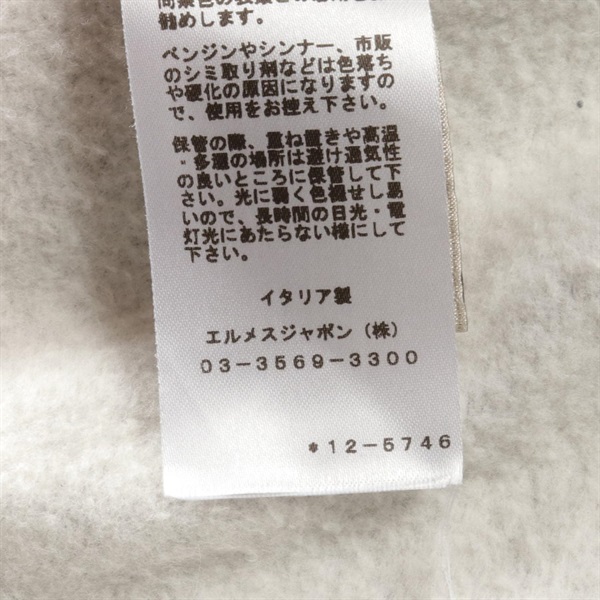 勧めします。
ベンジンやシンナー、市販
のシミ取り剤などは色落ち
や硬化の原因になりますの
で、使用をお控え下さい。
保管の際、重ね置きや高温
・多湿の場所は避け通気性
の良いところに保管して下
さい。光に弱く色褪せし易
いので、長時間の日光・電
灯光にあたらない様にして
下さい。
イタリア製
エルメスジャポン（株）
03-3569-3300
*12-5746